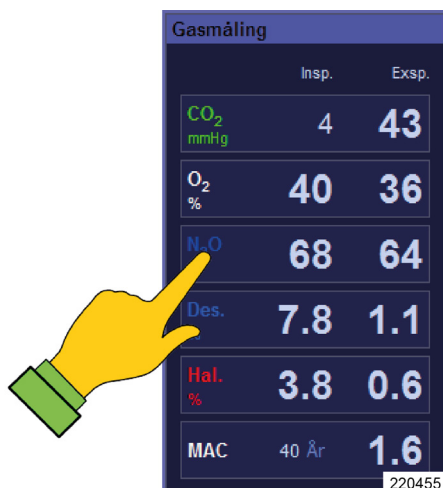 Gasmåling
Insp. Exsp.
CO₂ 4 43
mmHg
O₂ 40 36
%
N₂O 68 64
Des. 7.8 1.1
Hal. 3.8 0.6
%
MAC 40 År 1.6
220455